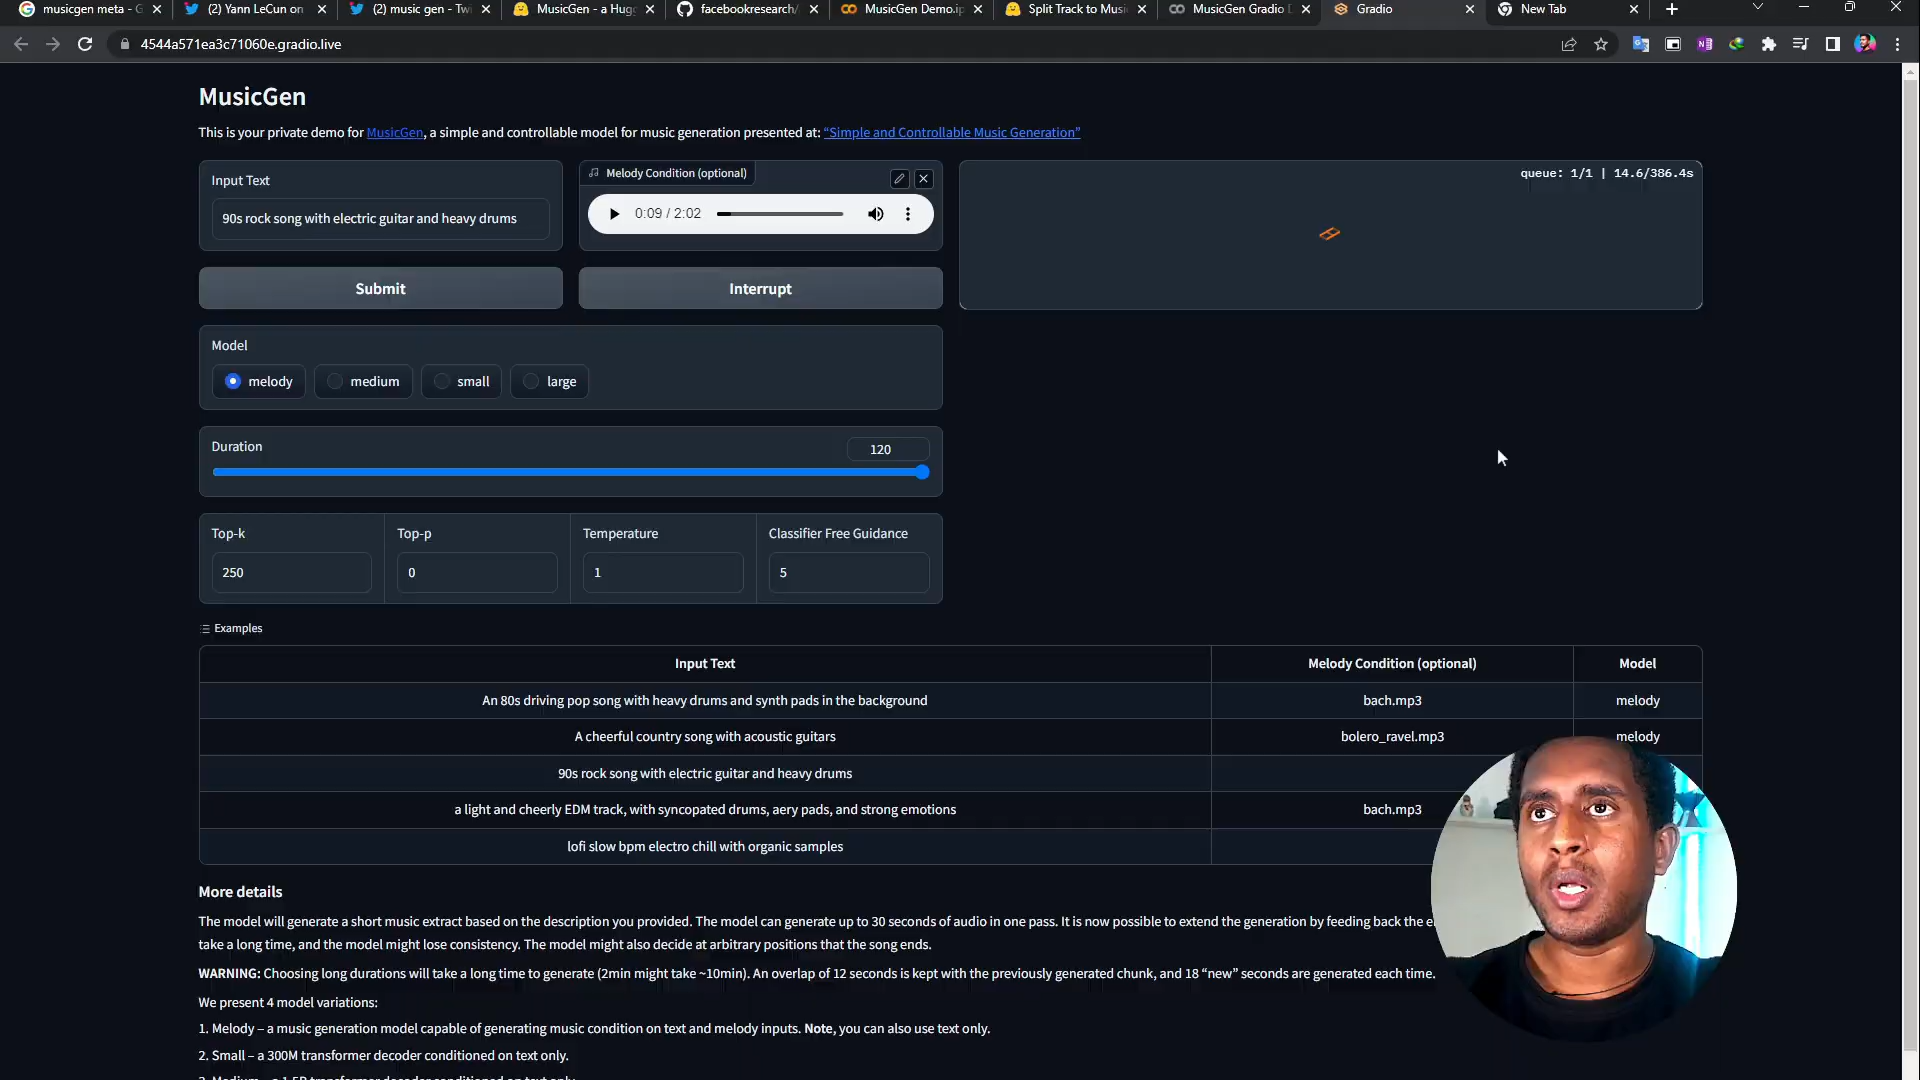 musicgen meta - G
(2) Yann LeCun on
(2) music gen - Twi
MusicGen - a Hugg
facebookresearch/
MusicGen Demo.ip
Split Track to Musi
MusicGen Gradio D
Gradio
New Tab
4544a571ea3c71060e.gradio.live
MusicGen
This is your private demo for MusicGen, a simple and controllable model for music generation presented at: “Simple and Controllable Music Generation”
Input Text
90s rock song with electric guitar and heavy drums
Melody Condition (optional)
0:09 / 2:02
queue: 1/1 | 14.6/386.4s
Submit
Interrupt
Model
melody
medium
small
large
Duration
120
Top-k
Top-p
Temperature
Classifier Free Guidance
250
0
1
5
Examples
Input Text
Melody Condition (optional)
Model
An 80s driving pop song with heavy drums and synth pads in the background
bach.mp3
melody
A cheerful country song with acoustic guitars
bolero_ravel.mp3
melody
90s rock song with electric guitar and heavy drums
a light and cheerly EDM track, with syncopated drums, aery pads, and strong emotions
bach.mp3
lofi slow bpm electro chill with organic samples
More details
The model will generate a short music extract based on the description you provided. The model can generate up to 30 seconds of audio in one pass. It is now possible to extend the generation by feeding back the
take a long time, and the model might lose consistency. The model might also decide at arbitrary positions that the song ends.
WARNING: Choosing long durations will take a long time to generate (2min might take ~10min). An overlap of 12 seconds is kept with the previously generated chunk, and 18 “new” seconds are generated each time.
We present 4 model variations:
1. Melody – a music generation model capable of generating music condition on text and melody inputs. Note, you can also use text only.
2. Small – a 300M transformer decoder conditioned on text only.
3. Medium – a 1.5B transformer decoder conditioned on text only.